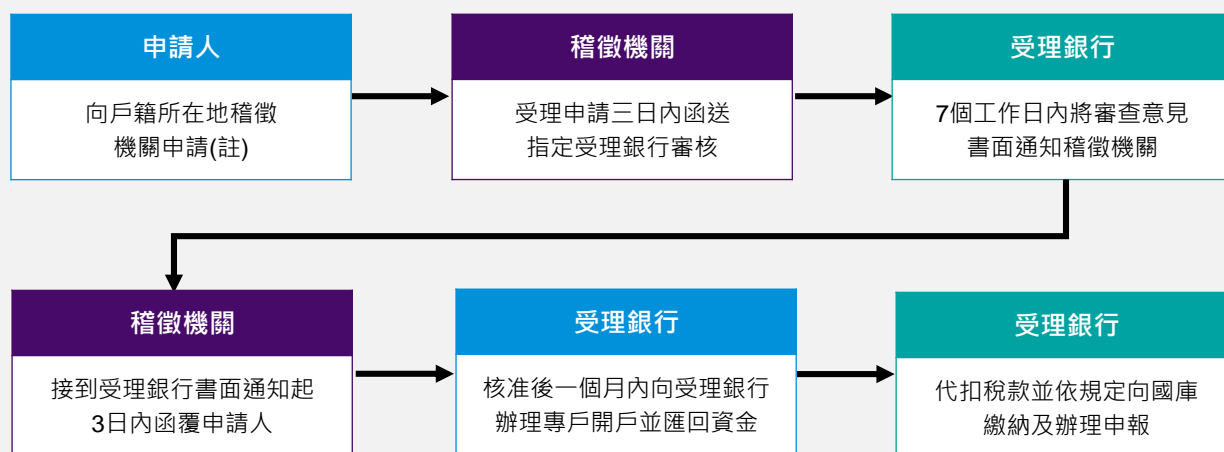 申請人
向戶籍所在地稽徵
機關申請(註)
稽徵機關
受理申請三日內函送
指定受理銀行審核
受理銀行
7個工作日內將審查意見
書面通知稽徵機關
稽徵機關
接到受理銀行書面通知起
3日內函覆申請人
受理銀行
核准後一個月內向受理銀行
辦理專戶開戶並匯回資金
受理銀行
代扣稅款並依規定向國庫
繳納及辦理申報